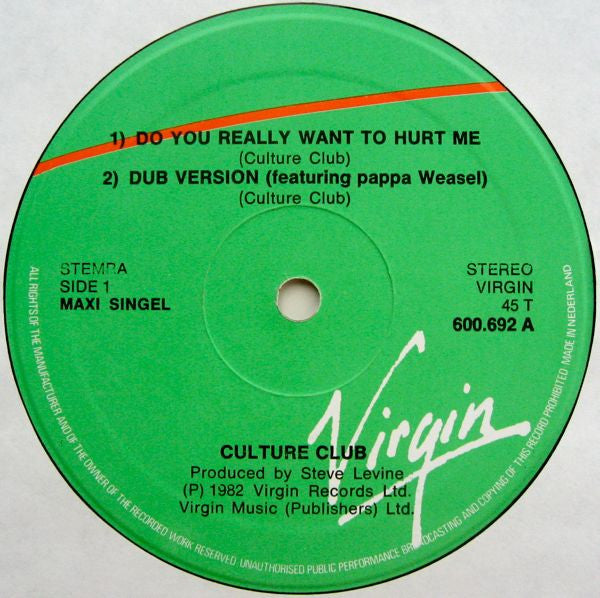 1) DO YOU REALLY WANT TO HURT ME
(Culture Club)
2) DUB VERSION (featuring pappa Weasel)
(Culture Club)
STEMRA
SIDE 1
MAXI SINGEL
STEREO
VIRGIN
45 T
600.692 A
Virgin
CULTURE CLUB
Produced by Steve Levine
(P) 1982 Virgin Records Ltd.
Virgin Music (Publishers) Ltd.
ALL RIGHTS OF THE MANUFACTURER AND OF THE OWNER OF THE RECORDED WORK RESERVED UNAUTHORISED PUBLIC PERFORMANCE BROADCASTING AND COPYING OF THIS RECORD PROHIBITED MADE IN NEDERLAND